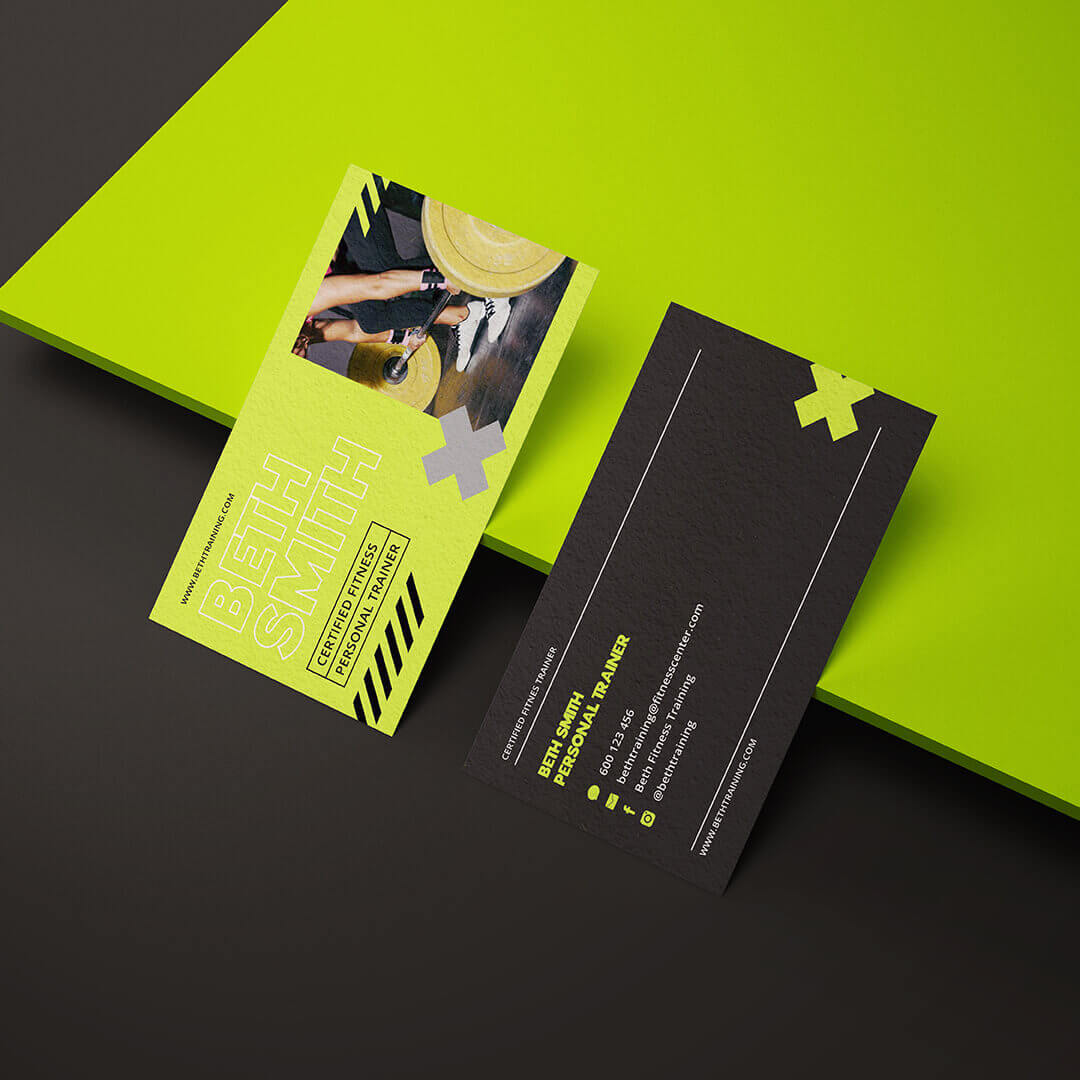 WWW.BETHTRAINING.COM
BETH
SMITH
CERTIFIED FITNESS
PERSONAL TRAINER
CERTIFIED FITNES TRAINER
BETH SMITH
PERSONAL TRAINER
600 123 456
bethtraining@fitnesscenter.com
Beth Fitness Training
@bethtraining
WWW.BETHTRAINING.COM